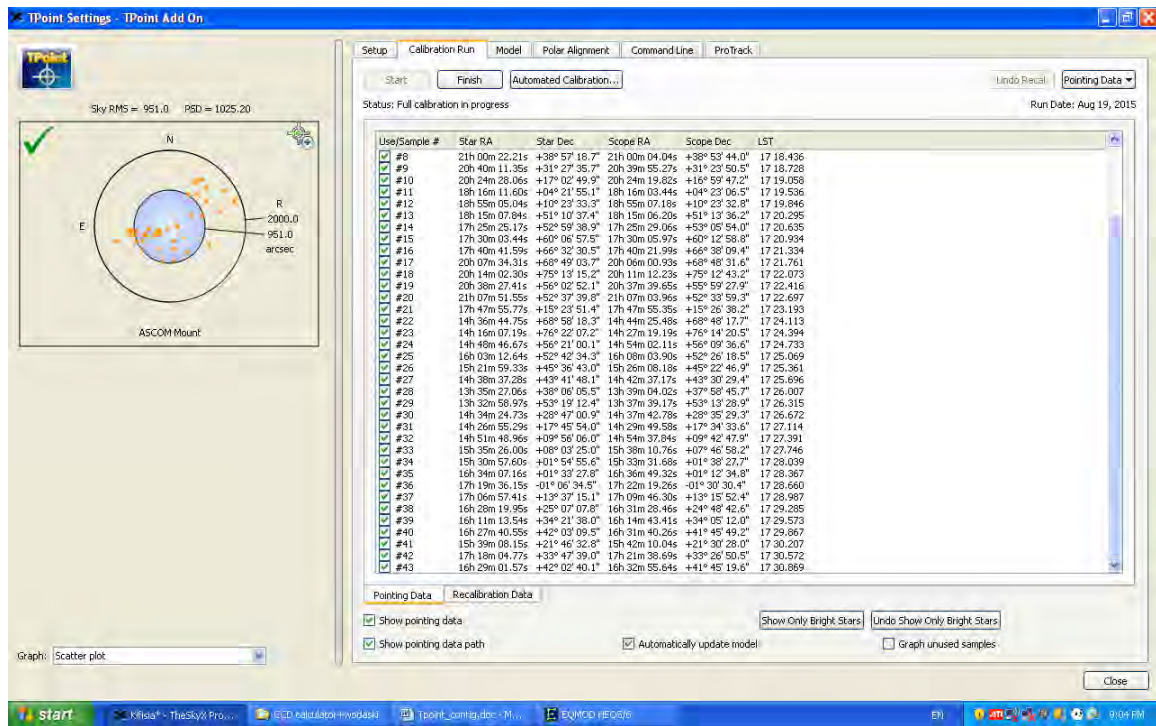 TPoint Settings - TPoint Add On
TPoint
Sky RMS = 951.0 PSD = 1025.20
N
E
R
2000.0
951.0
arcsec
ASCOM Mount
Graph: Scatter plot
Setup Calibration Run Model Polar Alignment Command Line ProTrack
Start Finish Automated Calibration... Undo Recal Pointing Data
Status: Full calibration in progress Run Date: Aug 19, 2015
Use/Sample # Star RA Star Dec Scope RA Scope Dec LST
#8 21h 00m 22.21s +38° 57' 18.7" 21h 00m 04.04s +38° 53' 44.0" 17 18.436
#9 20h 40m 11.35s +31° 27' 35.7" 20h 39m 55.27s +31° 23' 50.5" 17 18.728
#10 20h 24m 28.06s +17° 02' 49.9" 20h 24m 19.82s +16° 59' 47.2" 17 19.058
#11 18h 16m 11.60s +04° 21' 55.1" 18h 16m 03.44s +04° 23' 06.5" 17 19.536
#12 18h 55m 05.04s +10° 23' 33.3" 18h 55m 07.18s +10° 23' 32.8" 17 19.846
#13 18h 15m 07.84s +51° 10' 37.4" 18h 15m 06.20s +51° 13' 36.2" 17 20.295
#14 17h 25m 25.17s +52° 59' 38.9" 17h 25m 29.06s +53° 05' 54.0" 17 20.635
#15 17h 30m 03.44s +60° 06' 57.5" 17h 30m 05.97s +60° 12' 58.8" 17 20.934
#16 17h 40m 41.59s +66° 32' 30.5" 17h 40m 21.99s +66° 38' 09.4" 17 21.334
#17 20h 07m 34.31s +68° 49' 03.7" 20h 06m 00.93s +68° 48' 31.6" 17 21.761
#18 20h 14m 02.30s +75° 13' 15.2" 20h 11m 12.23s +75° 12' 43.2" 17 22.073
#19 20h 38m 27.41s +56° 02' 52.1" 20h 37m 39.65s +55° 59' 27.9" 17 22.416
#20 21h 07m 51.55s +52° 37' 39.8" 21h 07m 03.96s +52° 33' 59.3" 17 22.697
#21 17h 47m 55.77s +15° 23' 51.4" 17h 47m 55.35s +15° 26' 38.2" 17 23.193
#22 14h 36m 44.75s +68° 58' 18.3" 14h 44m 25.48s +68° 48' 17.7" 17 24.113
#23 14h 16m 07.19s +76° 22' 07.2" 14h 27m 19.19s +76° 14' 20.5" 17 24.394
#24 14h 48m 46.67s +56° 21' 00.1" 14h 54m 02.11s +56° 09' 36.6" 17 24.733
#25 16h 03m 12.64s +52° 42' 34.3" 16h 08m 03.90s +52° 26' 18.5" 17 25.069
#26 15h 21m 59.33s +45° 36' 43.0" 15h 26m 08.18s +45° 22' 46.9" 17 25.361
#27 14h 38m 37.28s +43° 41' 48.1" 14h 42m 37.17s +43° 30' 29.4" 17 25.696
#28 13h 35m 27.06s +38° 06' 05.5" 13h 39m 04.02s +37° 58' 45.7" 17 26.007
#29 13h 32m 58.97s +53° 19' 12.4" 13h 37m 39.17s +53° 13' 28.9" 17 26.315
#30 14h 34m 24.73s +28° 47' 00.9" 14h 37m 42.78s +28° 35' 29.3" 17 26.672
#31 14h 26m 55.29s +17° 45' 54.0" 14h 29m 49.58s +17° 34' 33.6" 17 27.114
#32 14h 51m 48.96s +09° 56' 06.0" 14h 54m 37.84s +09° 42' 47.9" 17 27.391
#33 15h 35m 26.00s +08° 03' 25.0" 15h 38m 10.76s +07° 46' 58.2" 17 27.746
#34 15h 30m 57.60s +01° 54' 55.6" 15h 33m 31.68s +01° 38' 27.7" 17 28.039
#35 16h 34m 07.16s +01° 33' 27.8" 16h 36m 49.32s +01° 12' 34.8" 17 28.367
#36 17h 19m 36.15s -01° 06' 34.5" 17h 22m 19.26s -01° 30' 30.4" 17 28.660
#37 17h 06m 57.41s +13° 37' 15.1" 17h 09m 46.30s +13° 15' 52.4" 17 28.987
#38 16h 28m 19.95s +25° 07' 07.8" 16h 31m 28.46s +24° 48' 42.6" 17 29.285
#39 16h 11m 13.54s +34° 21' 38.0" 16h 14m 43.41s +34° 05' 12.0" 17 29.573
#40 16h 27m 40.55s +42° 03' 09.5" 16h 31m 40.26s +41° 45' 49.2" 17 29.867
#41 15h 39m 08.15s +21° 46' 32.8" 15h 42m 10.04s +21° 30' 28.0" 17 30.207
#42 17h 18m 04.77s +33° 47' 39.0" 17h 21m 38.69s +33° 26' 50.5" 17 30.572
#43 16h 29m 01.57s +42° 02' 40.1" 16h 32m 55.64s +41° 45' 19.6" 17 30.869
Pointing Data Recalibration Data
Show pointing data Show Only Bright Stars Undo Show Only Bright Stars
Show pointing data path Automatically update model Graph unused samples
Close
start Kifisia* - TheSkyX Pro... CCD calculator+wodaski Tpoint_config.doc - M... EQMOD HEQ5/6 EN 9:04 PM